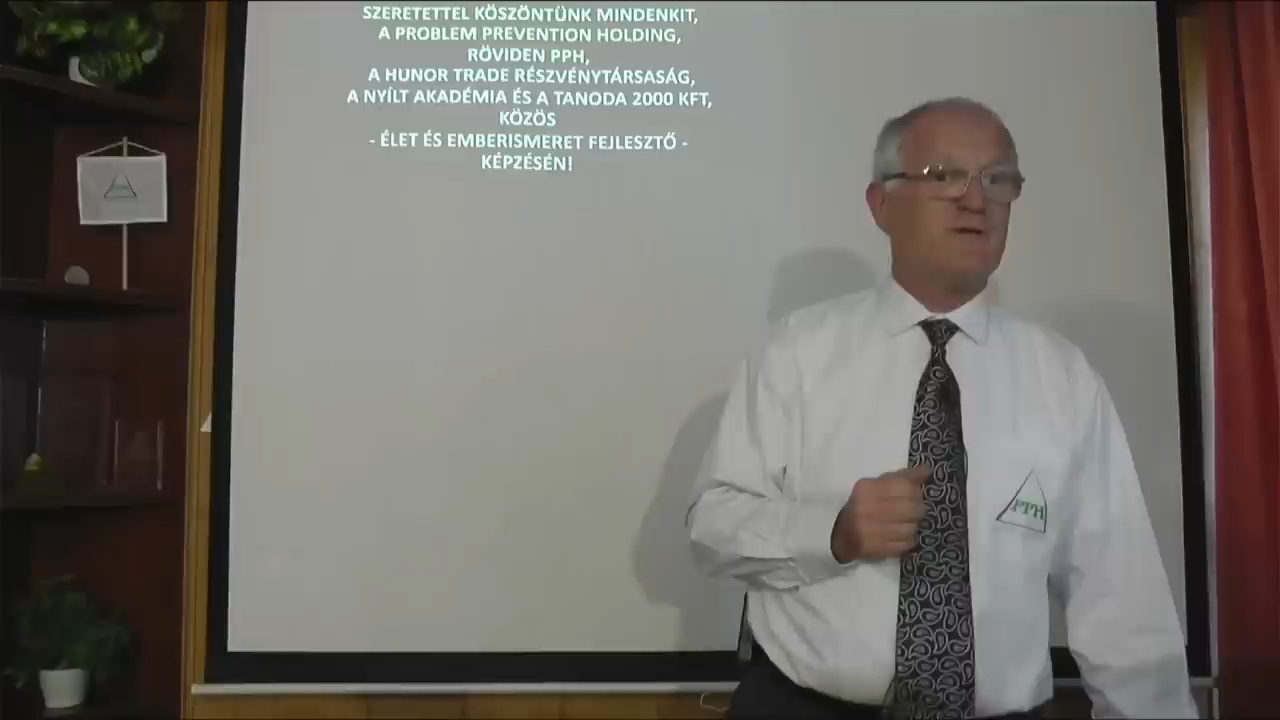 SZERETETTEL KÖSZÖNTÜNK MINDENKIT,
A PROBLEM PREVENTION HOLDING,
RÖVIDEN PPH,
A HUNOR TRADE RÉSZVÉNYTÁRSASÁG,
A NYÍLT AKADÉMIA ÉS A TANODA 2000 KFT,
KÖZÖS
- ÉLET ÉS EMBERISMERET FEJLESZTŐ -
KÉPZÉSÉN!
PPH